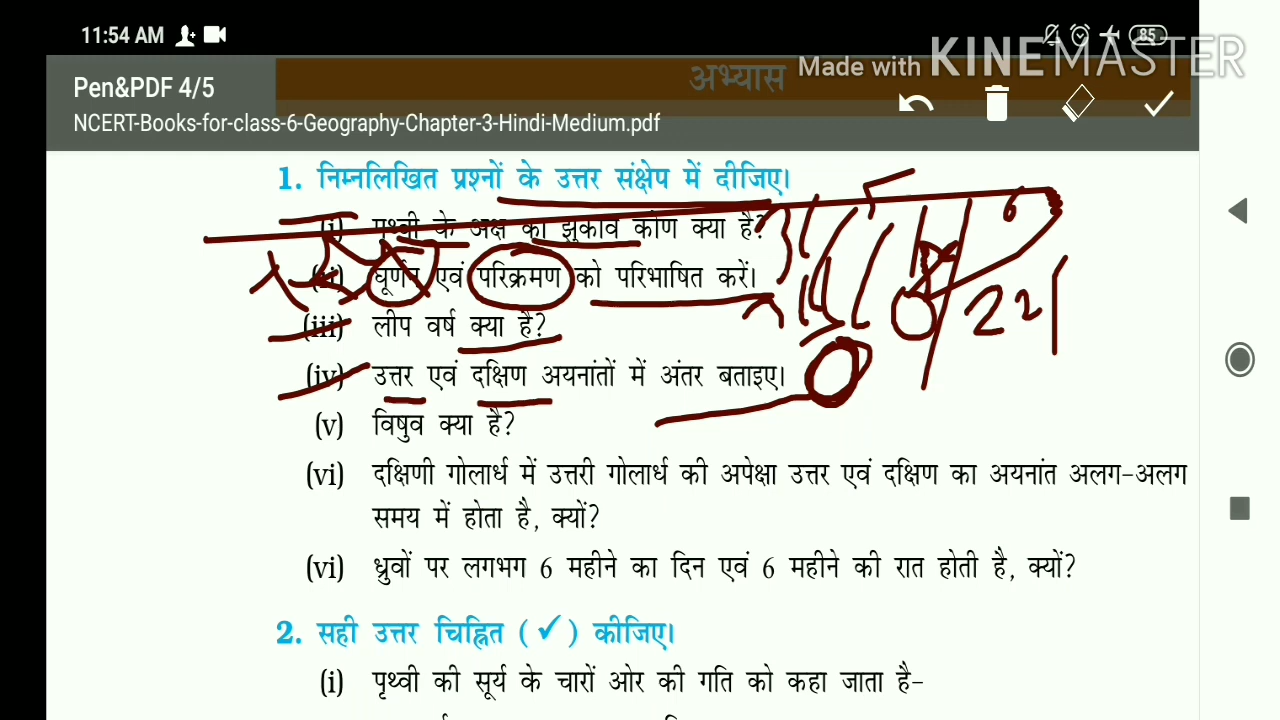 11:54 AM
85
Made with KINEMASTER
अभ्यास
Pen&PDF 4/5
NCERT-Books-for-class-6-Geography-Chapter-3-Hindi-Medium.pdf
1. निम्नलिखित प्रश्नों के उत्तर संक्षेप में दीजिए।
(i) पृथ्वी के अक्ष का झुकाव कोण क्या है?
(ii) घूर्णन एवं परिक्रमण को परिभाषित करें।
(iii) लीप वर्ष क्या है?
(iv) उत्तर एवं दक्षिण अयनांतों में अंतर बताइए।
(v) विषुव क्या है?
(vi) दक्षिणी गोलार्ध में उत्तरी गोलार्ध की अपेक्षा उत्तर एवं दक्षिण का अयनांत अलग-अलग
समय में होता है, क्यों?
(vi) ध्रुवों पर लगभग 6 महीने का दिन एवं 6 महीने की रात होती है, क्यों?
2. सही उत्तर चिह्नित (✓) कीजिए।
(i) पृथ्वी की सूर्य के चारों ओर की गति को कहा जाता है–